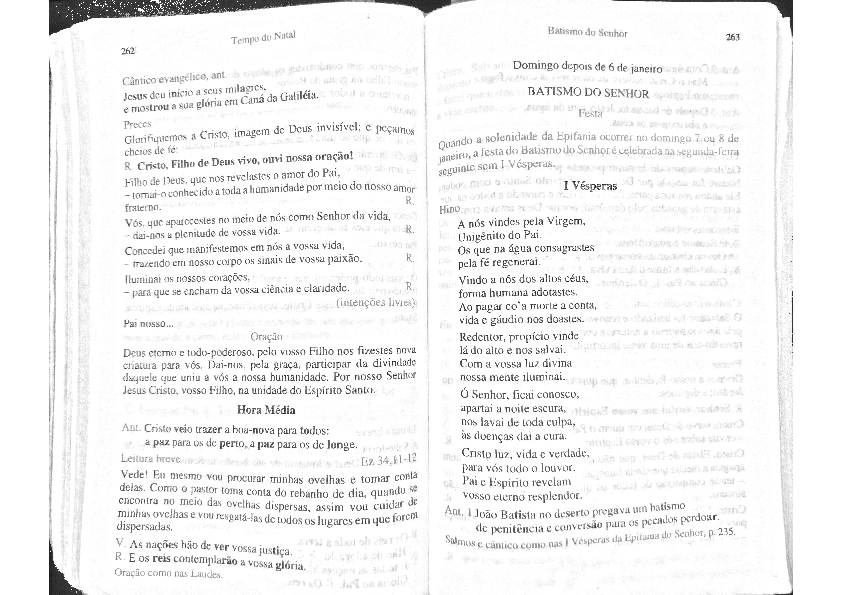 262
Tempo do Natal
Cântico evangélico, ant.
Jesus deu início a seus milagres,
e mostrou a sua glória em Caná da Galiléia.
Preces
Glorifiquemos a Cristo, imagem de Deus invisível; e peçamos
cheios de fé:
R. Cristo, Filho de Deus vivo, ouvi nossa oração!
Filho de Deus, que nos revelastes o amor do Pai,
– tornai-o conhecido a toda a humanidade por meio do nosso amor
fraterno. R.
Vós, que aparecestes no meio de nós como Senhor da vida,
– dai-nos a plenitude de vossa vida. R.
Concedei que manifestemos em nós a vossa vida,
– trazendo em nosso corpo os sinais de vossa paixão. R.
Iluminai os nossos corações,
– para que se encham da vossa ciência e claridade. R.
(intenções livres)
Pai nosso...
Oração
Deus eterno e todo-poderoso, pelo vosso Filho nos fizestes nova
criatura para vós. Dai-nos, pela graça, participar da divindade
daquele que uniu a vós a nossa humanidade. Por nosso Senhor
Jesus Cristo, vosso Filho, na unidade do Espírito Santo.
Hora Média
Ant. Cristo veio trazer a boa-nova para todos:
a paz para os de perto, a paz para os de longe.
Leitura breve Ez 34,11-12
Vede! Eu mesmo vou procurar minhas ovelhas e tomar conta
delas. Como o pastor toma conta do rebanho de dia, quando se
encontra no meio das ovelhas dispersas, assim vou cuidar de
minhas ovelhas e vou resgatá-las de todos os lugares em que forem
dispersadas.
V. As nações hão de ver vossa justiça.
R. E os reis contemplarão a vossa glória.
Oração como nas Laudes.
Batismo do Senhor
263
Domingo depois de 6 de janeiro
BATISMO DO SENHOR
Festa
Quando a solenidade da Epifania ocorrer no domingo 7 ou 8 de
janeiro, a festa do Batismo do Senhor é celebrada na segunda-feira
seguinte sem I Vésperas.
I Vésperas
Hino
A nós vindes pela Virgem,
Unigênito do Pai.
Os que na água consagrastes
pela fé regenerai.
Vindo a nós dos altos céus,
forma humana adotastes.
Ao pagar co'a morte a conta,
vida e gáudio nos doastes.
Redentor, propício vinde
lá do alto e nos salvai.
Com a vossa luz divina
nossa mente iluminai.
Ó Senhor, ficai conosco,
apartai a noite escura,
nos lavai de toda culpa,
às doenças dai a cura.
Cristo luz, vida e verdade,
para vós todo o louvor.
Pai e Espírito revelam
vosso eterno resplendor.
Ant. 1 João Batista no deserto pregava um batismo
de penitência e conversão para os pecados perdoar.
Salmos e cântico como nas I Vésperas da Epifania do Senhor, p. 235.